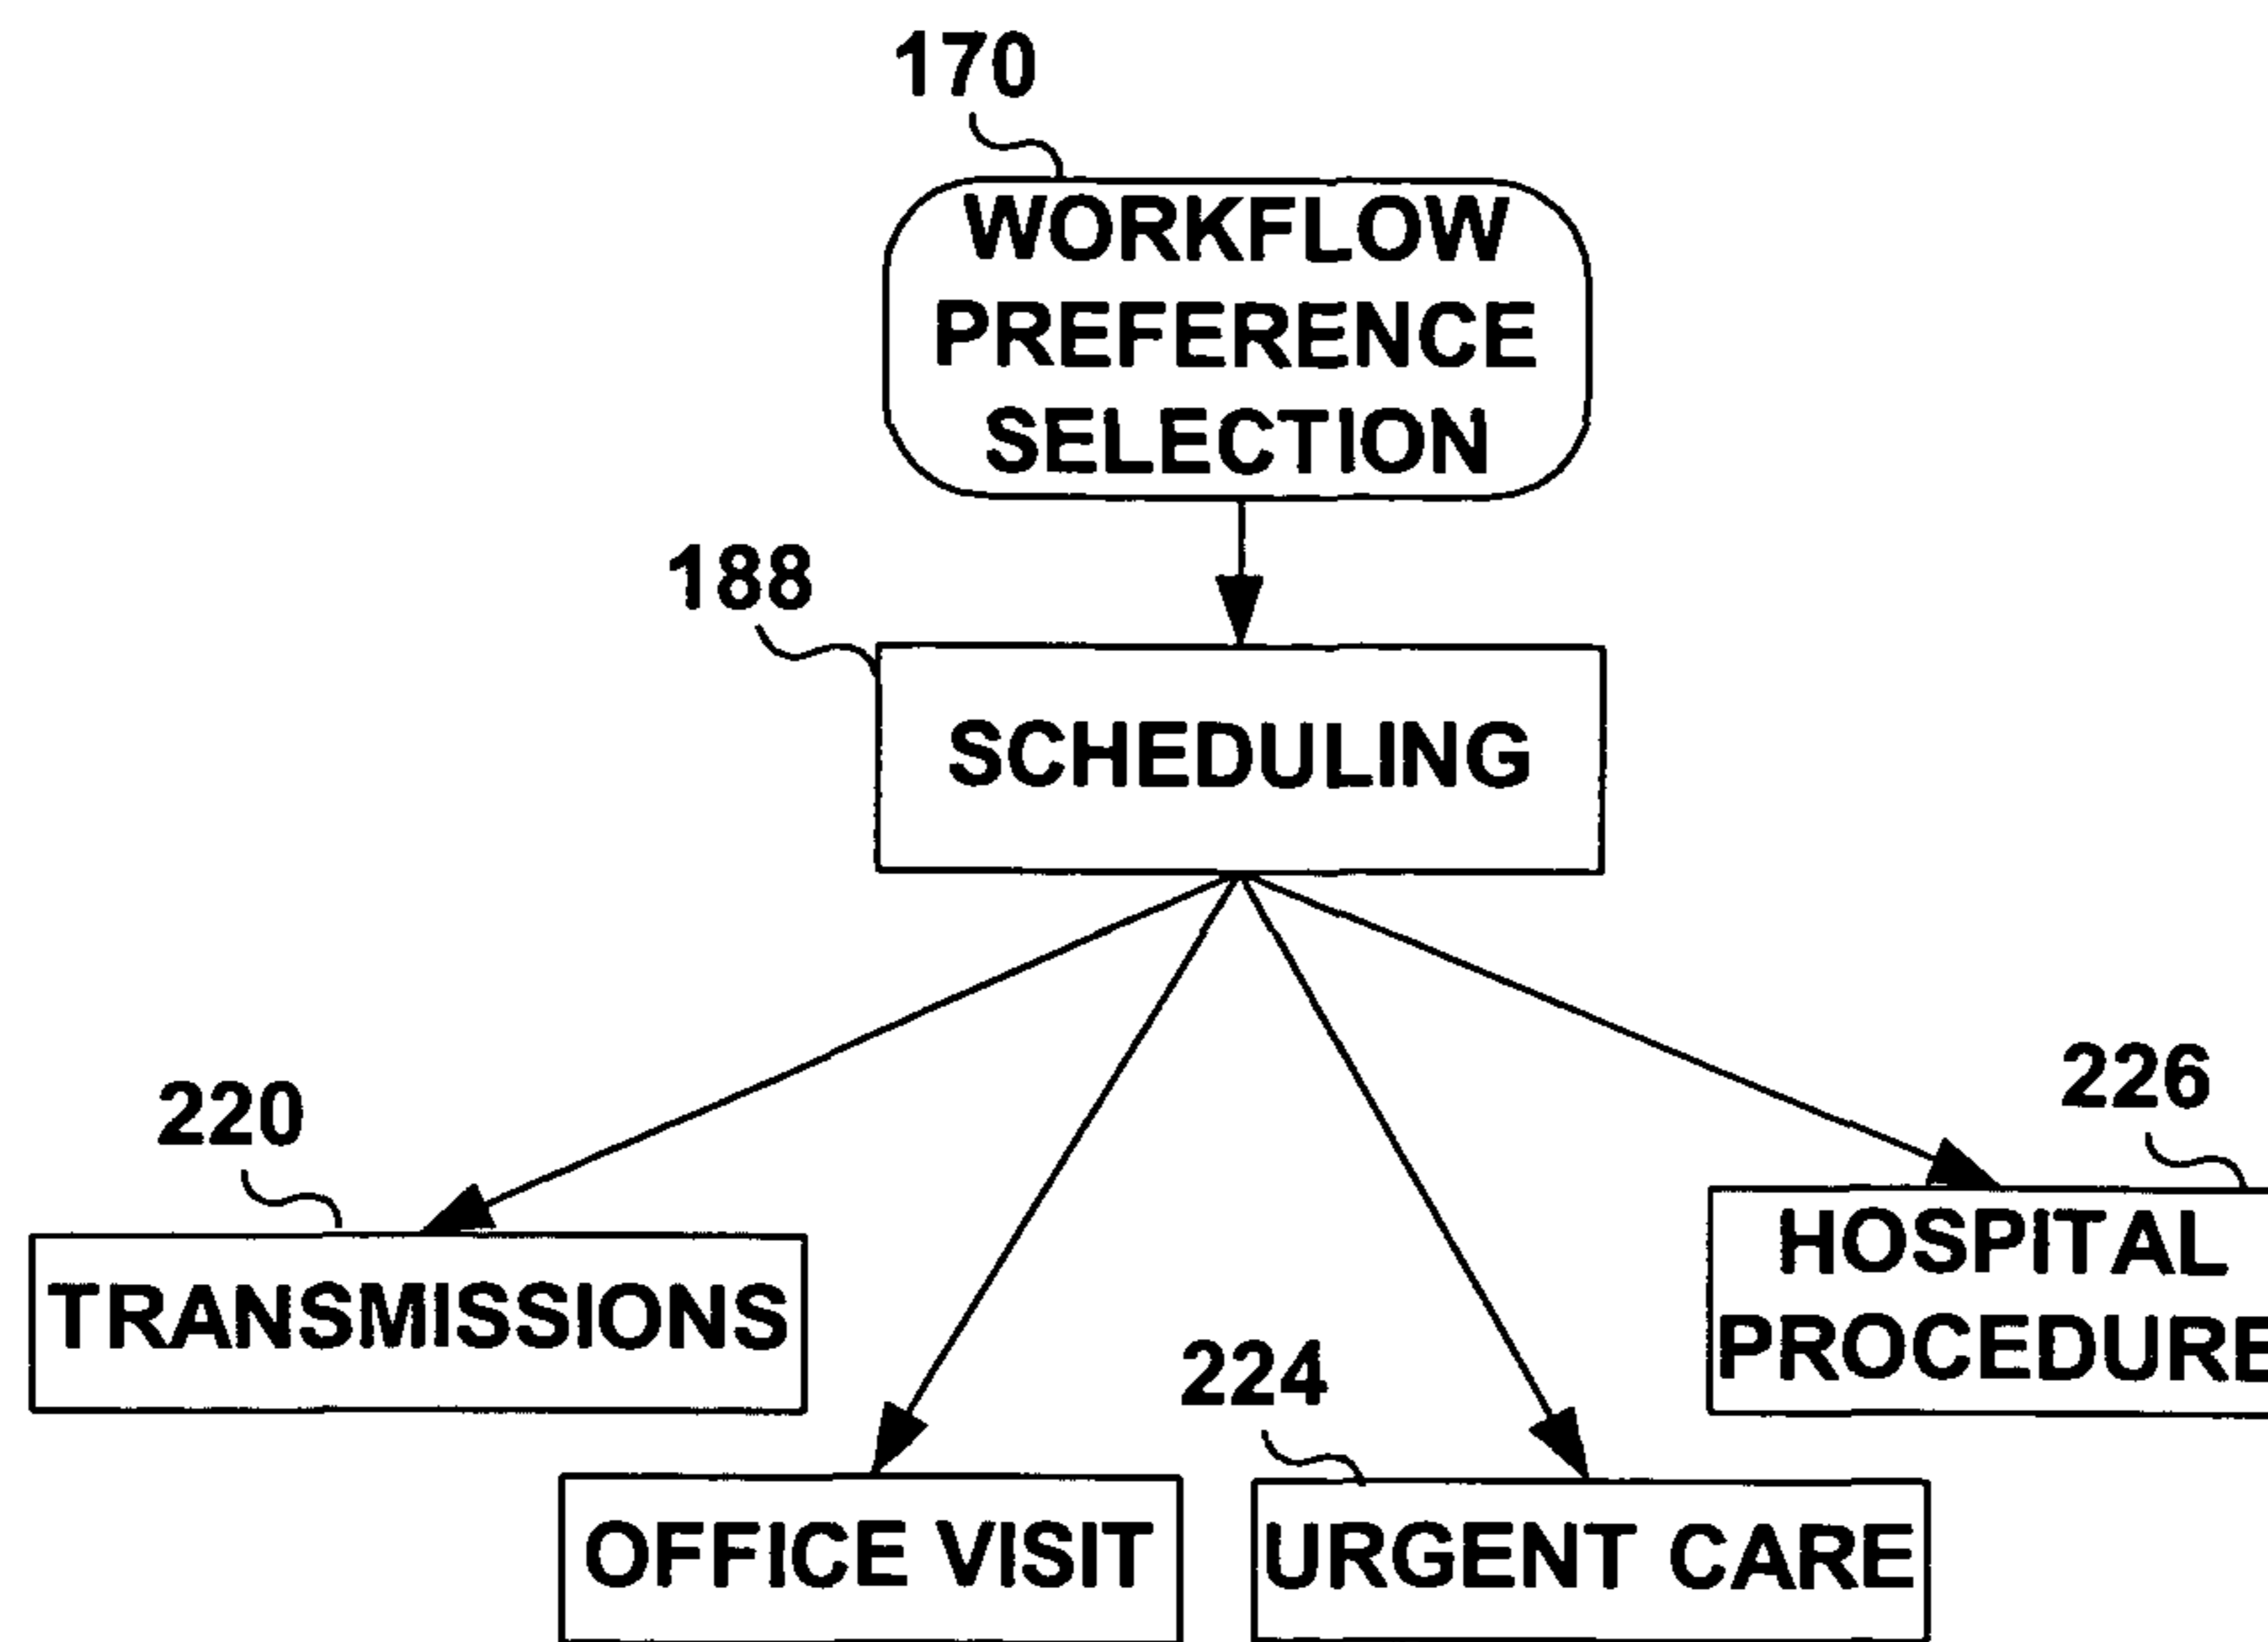 170
WORKFLOW
PREFERENCE
SELECTION
188
SCHEDULING
220
TRANSMISSIONS
226
HOSPITAL
PROCEDURE
224
OFFICE VISIT
URGENT CARE